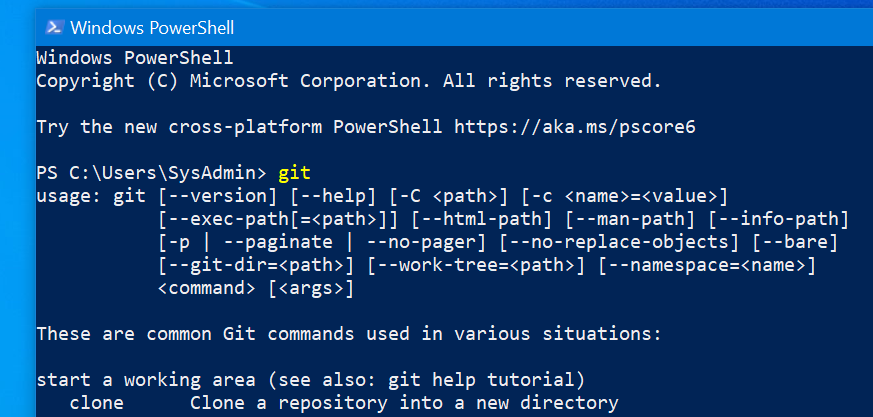 Windows PowerShell
Windows PowerShell
Copyright (C) Microsoft Corporation. All rights reserved.
Try the new cross-platform PowerShell https://aka.ms/pscore6
PS C:\Users\SysAdmin> git
usage: git [--version] [--help] [-C <path>] [-c <name>=<value>]
[--exec-path[=<path>]] [--html-path] [--man-path] [--info-path]
[-p | --paginate | --no-pager] [--no-replace-objects] [--bare]
[--git-dir=<path>] [--work-tree=<path>] [--namespace=<name>]
<command> [<args>]
These are common Git commands used in various situations:
start a working area (see also: git help tutorial)
clone Clone a repository into a new directory